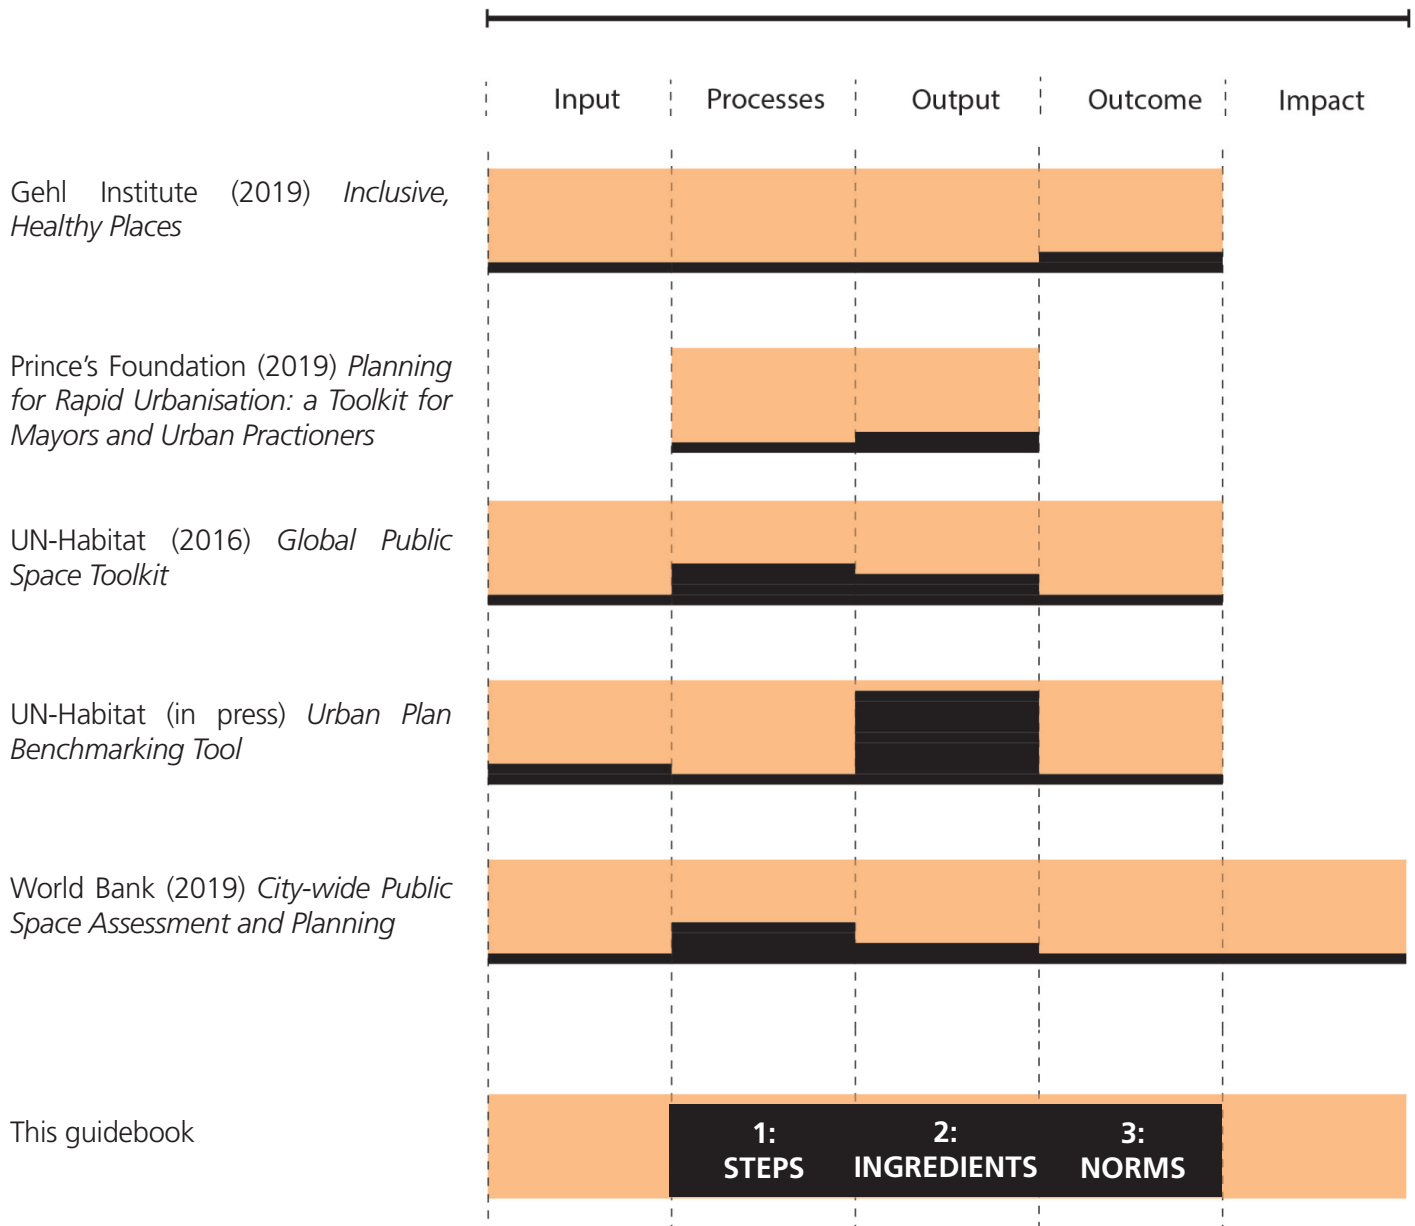 Input Processes Output Outcome Impact
Gehl Institute (2019) Inclusive,
Healthy Places
Prince’s Foundation (2019) Planning
for Rapid Urbanisation: a Toolkit for
Mayors and Urban Practioners
UN-Habitat (2016) Global Public
Space Toolkit
UN-Habitat (in press) Urban Plan
Benchmarking Tool
World Bank (2019) City-wide Public
Space Assessment and Planning
This guidebook
1:
STEPS
2:
INGREDIENTS
3:
NORMS